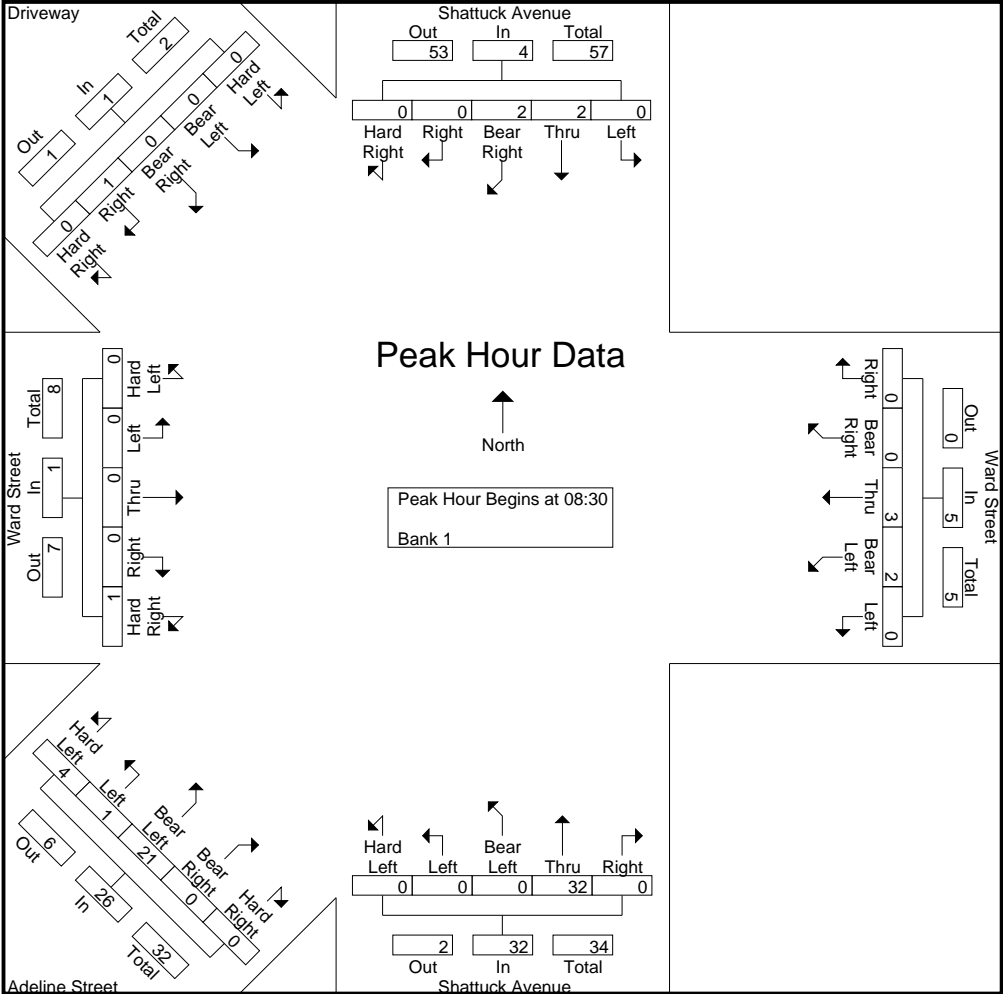 Driveway
Total
2
In
1
Out
1
0
Hard
Left
0
Bear
Left
0
Bear
Right
1
Right
0
Hard
Right
Shattuck Avenue
Out In Total
53 4 57
0 0 2 2 0
Hard Right Bear Thru Left
Right Right
Peak Hour Data
North
Peak Hour Begins at 08:30
Bank 1
Ward Street
Total
8
In
1
Out
7
0
Hard
Left
0
Left
0
Thru
0
Right
1
Hard
Right
Ward Street
Out
0
In
5
Total
5
Right
0
Bear
Right
0
Thru
3
Bear
Left
2
Left
0
Hard
Left
4
Left
1
Bear
Left
21
Bear
Right
0
Hard
Right
0
Out
6
In
26
Total
32
Adeline Street
Hard Left Bear Thru Right
Left Left
0 0 0 32 0
2 32 34
Out In Total
Shattuck Avenue